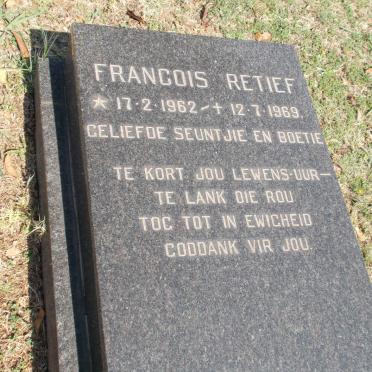 FRANCOIS RETIEF
* 17·2·1962 – † 12·7·1969.
GELIEFDE SEUNTJIE EN BOETIE
TE KORT JOU LEWENS-UUR—
TE LANK DIE ROU
TOG TOT IN EWIGHEID
GODDANK VIR JOU.